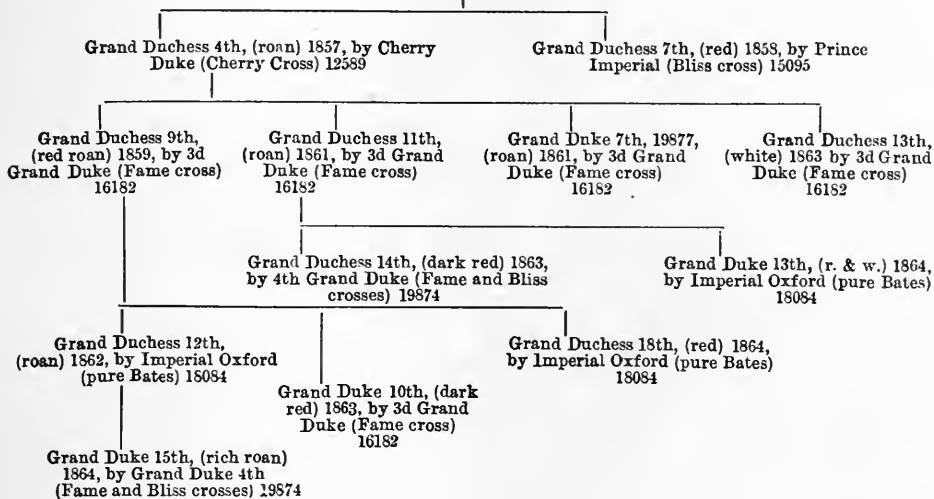 Grand Duchess 4th, (roan) 1857, by Cherry
Duke (Cherry Cross) 12589
Grand Duchess 7th, (red) 1858, by Prince
Imperial (Bliss cross) 15095
Grand Duchess 9th,
(red roan) 1859, by 3d
Grand Duke (Fame cross)
16182
Grand Duchess 11th,
(roan) 1861, by 3d Grand
Duke (Fame cross)
16182
Grand Duke 7th, 19877,
(roan) 1861, by 3d Grand
Duke (Fame cross)
16182
Grand Duchess 13th,
(white) 1863 by 3d Grand
Duke (Fame cross)
16182
Grand Duchess 14th, (dark red) 1863,
by 4th Grand Duke (Fame and Bliss
crosses) 19874
Grand Duke 13th, (r. & w.) 1864,
by Imperial Oxford (pure Bates)
18084
Grand Duchess 12th,
(roan) 1862, by Imperial Oxford
(pure Bates) 18084
Grand Duke 10th, (dark
red) 1863, by 3d Grand
Duke (Fame cross)
16182
Grand Duchess 18th, (red) 1864,
by Imperial Oxford (pure Bates)
18084
Grand Duke 15th, (rich roan)
1864, by Grand Duke 4th
(Fame and Bliss crosses) 19874